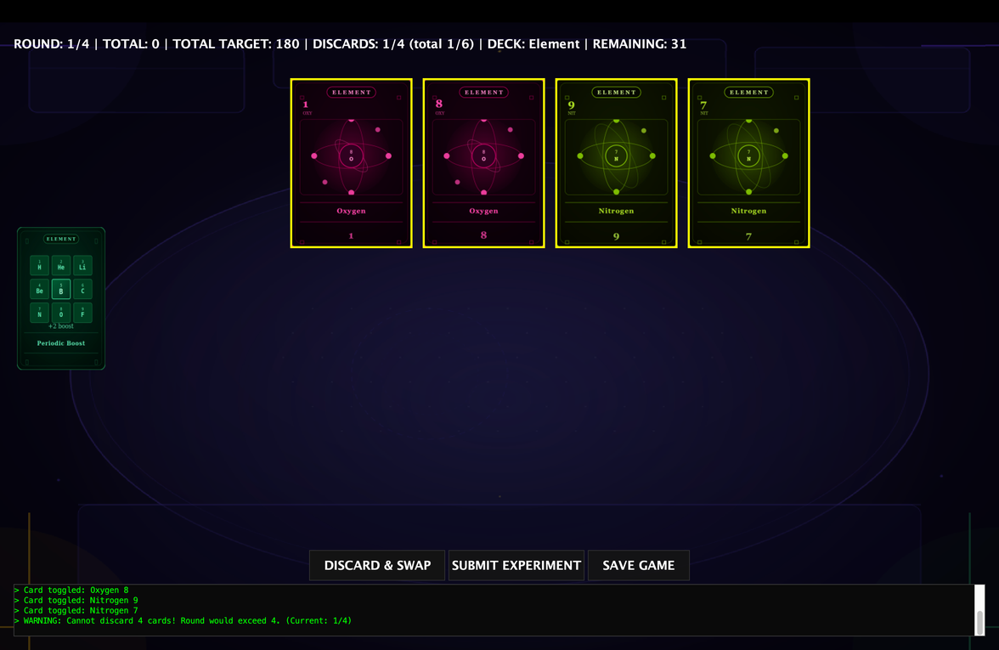 ROUND: 1/4 | TOTAL: 0 | TOTAL TARGET: 180 | DISCARDS: 1/4 (total 1/6) | DECK: Element | REMAINING: 31
ELEMENT
1
OXY
8
O
Oxygen
1
ELEMENT
8
OXY
8
O
Oxygen
8
ELEMENT
9
NIT
7
N
Nitrogen
9
ELEMENT
7
NIT
7
N
Nitrogen
7
ELEMENT
1 2 3
H He Li
4 5 6
Be B C
7 8 9
N O F
+2 boost
Periodic Boost
DISCARD & SWAP
SUBMIT EXPERIMENT
SAVE GAME
> Card toggled: Oxygen 8
> Card toggled: Nitrogen 9
> Card toggled: Nitrogen 7
> WARNING: Cannot discard 4 cards! Round would exceed 4. (Current: 1/4)